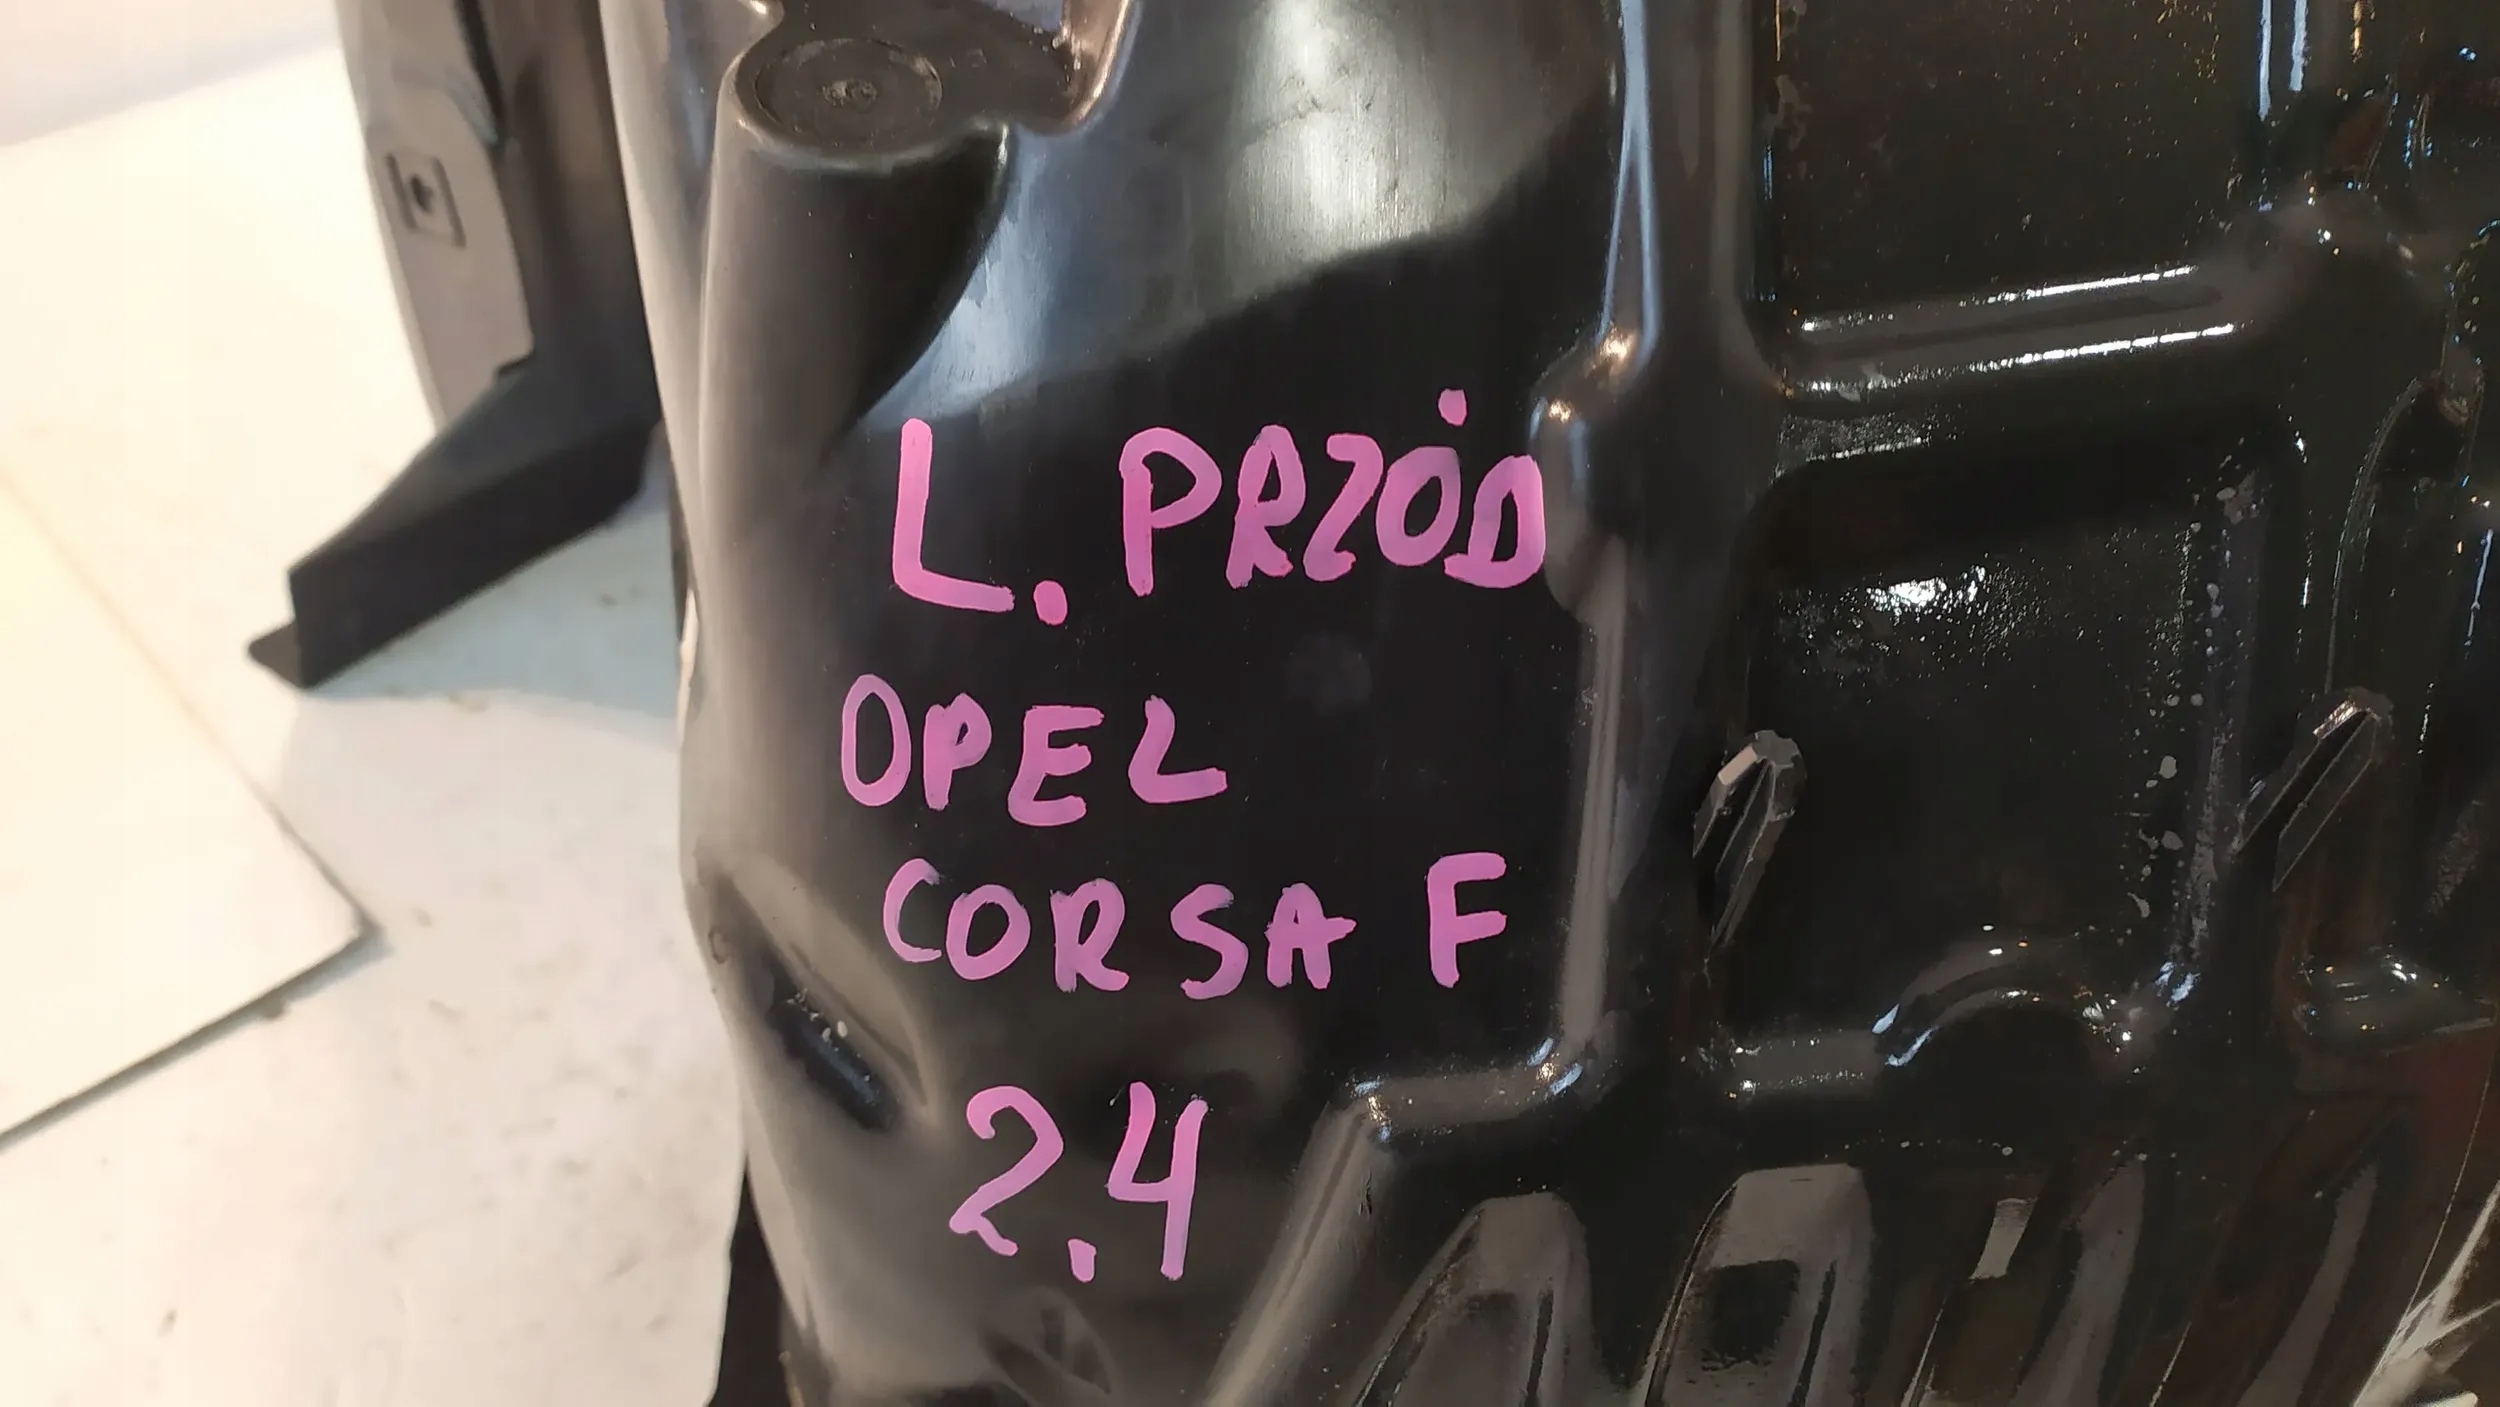 L. PRZÓD
OPEL
CORSA F
2.4